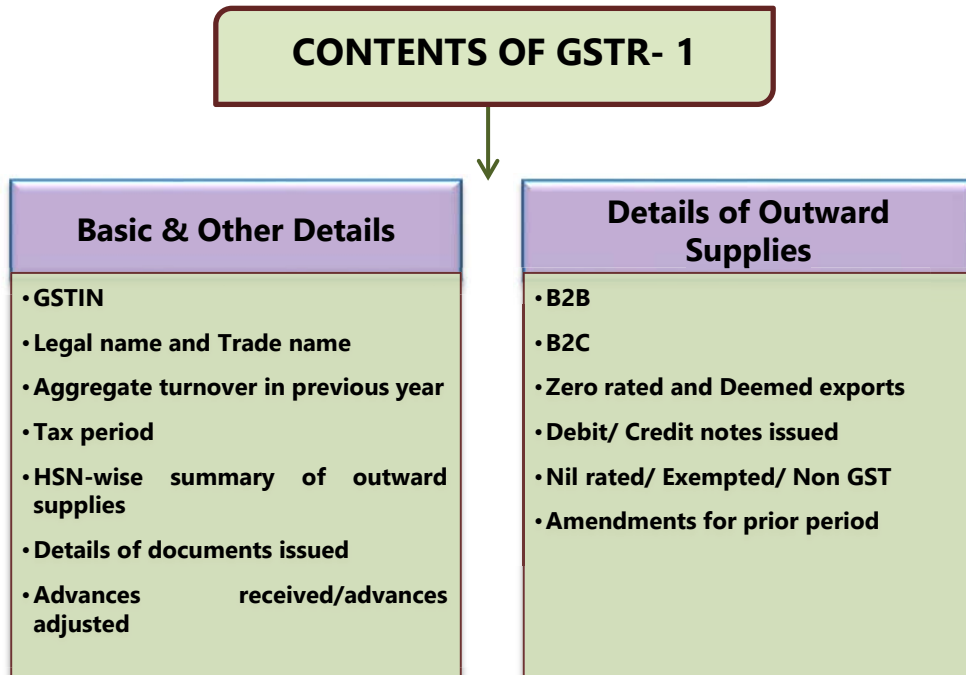 CONTENTS OF GSTR- 1
Basic & Other Details
•GSTIN
•Legal name and Trade name
•Aggregate turnover in previous year
•Tax period
•HSN-wise summary of outward
supplies
•Details of documents issued
•Advances received/advances
adjusted
Details of Outward
Supplies
•B2B
•B2C
•Zero rated and Deemed exports
•Debit/ Credit notes issued
•Nil rated/ Exempted/ Non GST
•Amendments for prior period